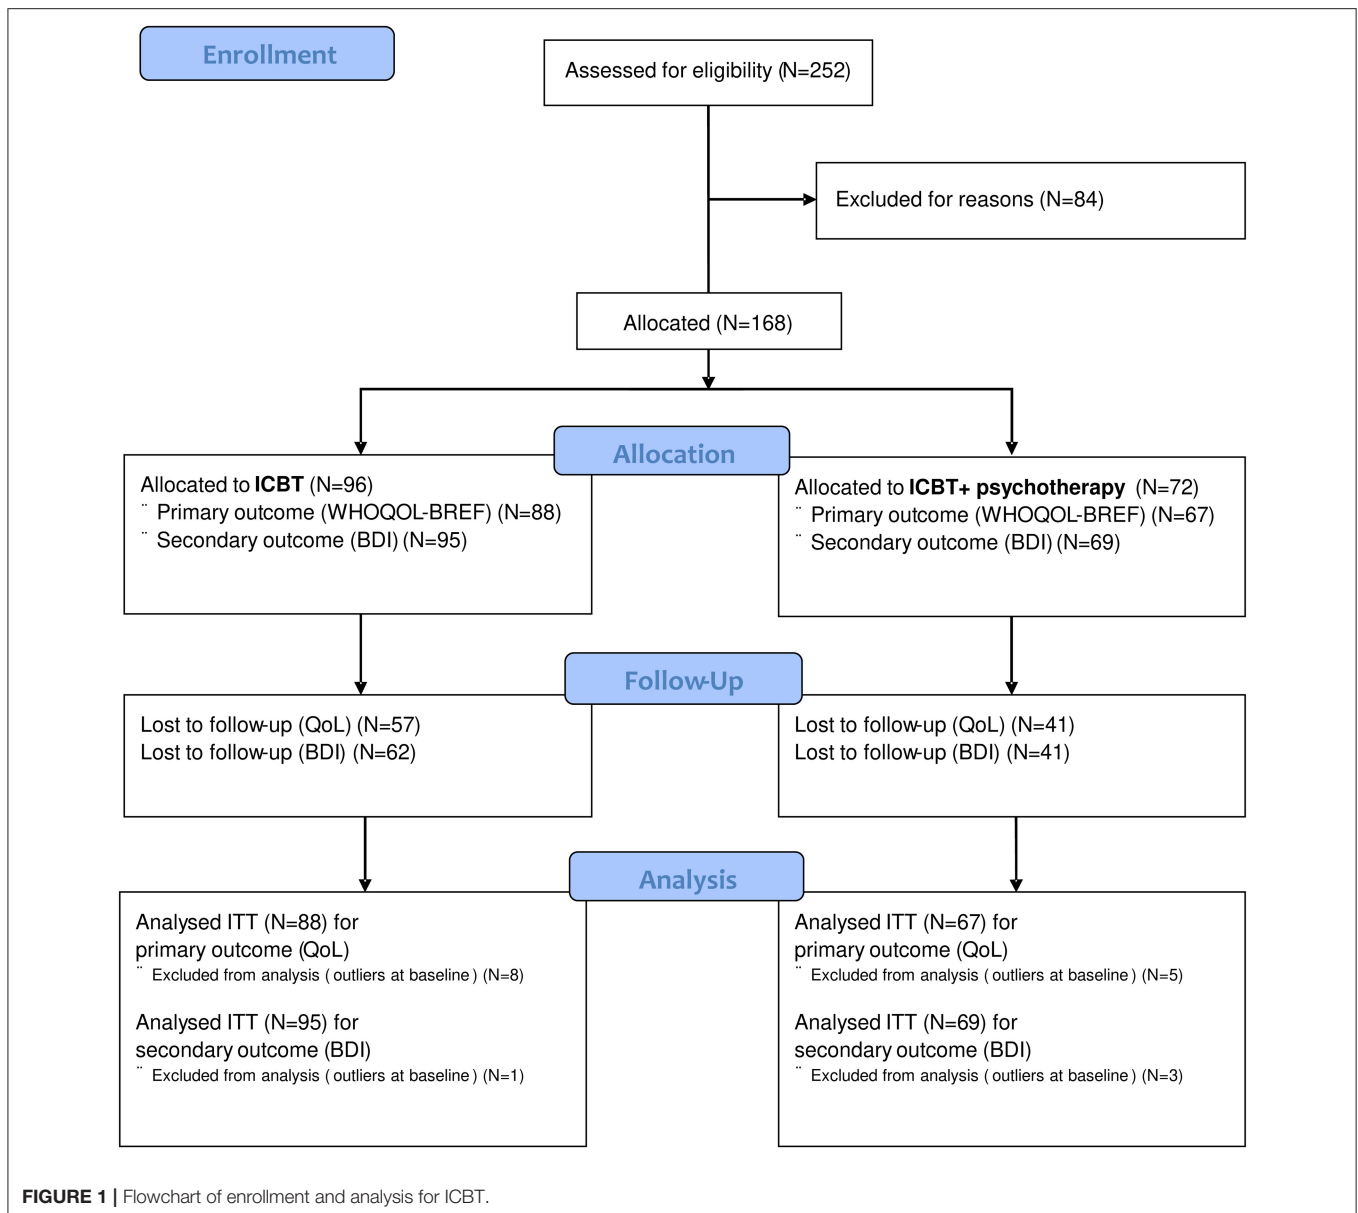 Enrollment
Assessed for eligibility (N=252)
Excluded for reasons (N=84)
Allocated (N=168)
Allocation
Allocated to ICBT (N=96)
¨ Primary outcome (WHOQOL-BREF) (N=88)
¨ Secondary outcome (BDI) (N=95)
Allocated to ICBT+ psychotherapy (N=72)
¨ Primary outcome (WHOQOL-BREF) (N=67)
¨ Secondary outcome (BDI) (N=69)
Follow-Up
Lost to follow-up (QoL) (N=57)
Lost to follow-up (BDI) (N=62)
Lost to follow-up (QoL) (N=41)
Lost to follow-up (BDI) (N=41)
Analysis
Analysed ITT (N=88) for
primary outcome (QoL)
¨ Excluded from analysis ( outliers at baseline ) (N=8)
Analysed ITT (N=95) for
secondary outcome (BDI)
¨ Excluded from analysis ( outliers at baseline ) (N=1)
Analysed ITT (N=67) for
primary outcome (QoL)
¨ Excluded from analysis ( outliers at baseline ) (N=5)
Analysed ITT (N=69) for
secondary outcome (BDI)
¨ Excluded from analysis ( outliers at baseline ) (N=3)
FIGURE 1 | Flowchart of enrollment and analysis for ICBT.